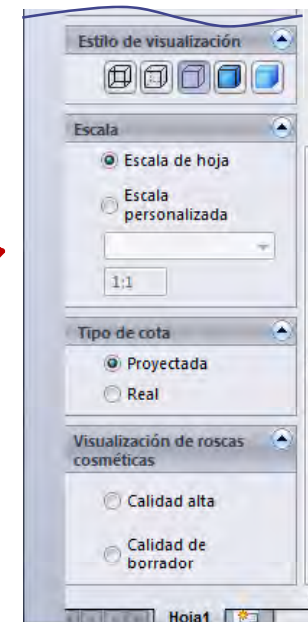 Estilo de visualización
Escala
Escala de hoja
Escala
personalizada
1:1
Tipo de cota
Proyectada
Real
Visualización de roscas
cosméticas
Calidad alta
Calidad de
borrador
Hoja1